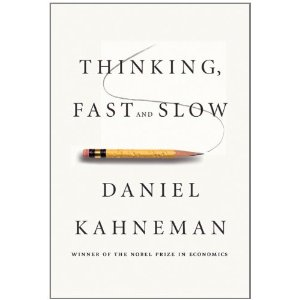 THINKING,
FAST AND SLOW
DANIEL
KAHNEMAN
WINNER OF THE NOBEL PRIZE IN ECONOMICS